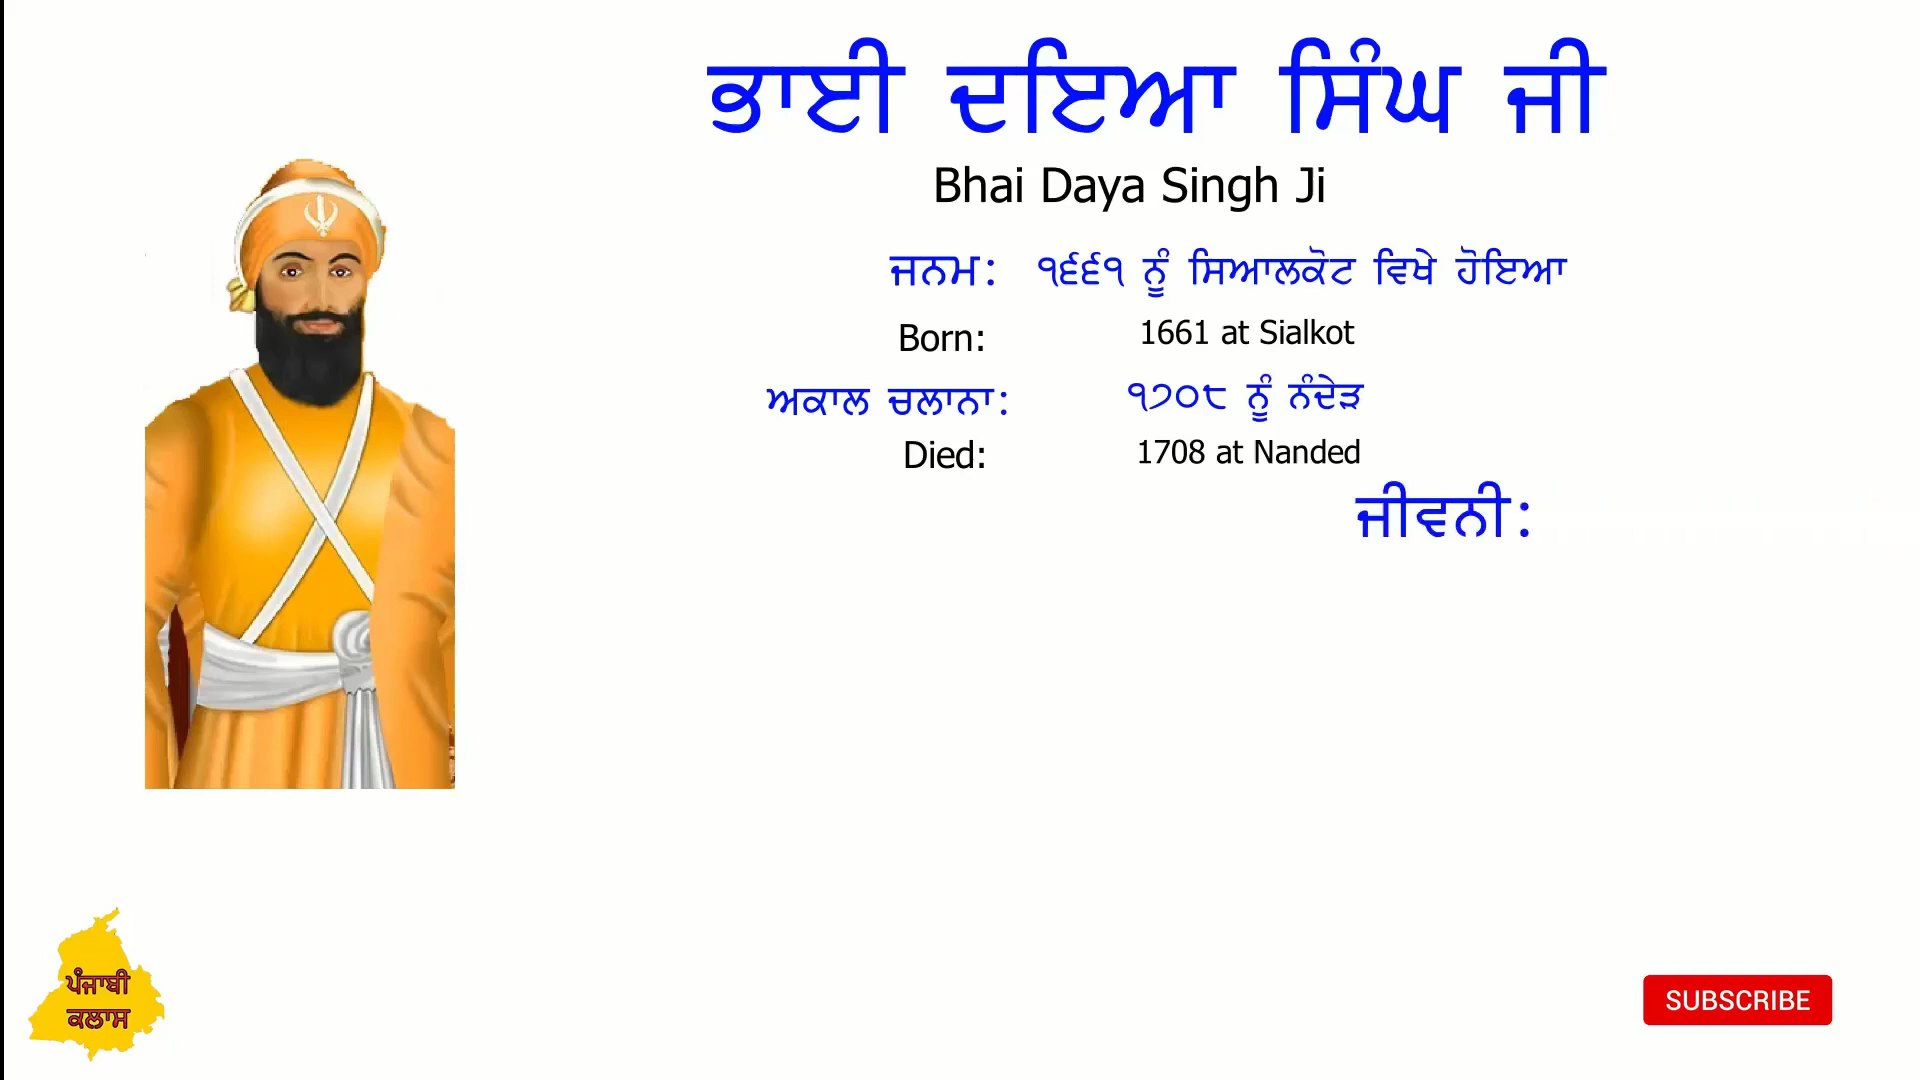 ਭਾਈ ਦਇਆ ਸਿੰਘ ਜੀ
Bhai Daya Singh Ji
ਜਨਮ: ੧੬੬੧ ਨੂੰ ਸਿਆਲਕੋਟ ਵਿਖੇ ਹੋਇਆ
Born: 1661 at Sialkot
ਅਕਾਲ ਚਲਾਨਾ: ੧੭੦੮ ਨੂੰ ਨੰਦੇੜ
Died: 1708 at Nanded
ਜੀਵਨੀ:
ਪੰਜਾਬੀ
ਕਲਾਸ
SUBSCRIBE